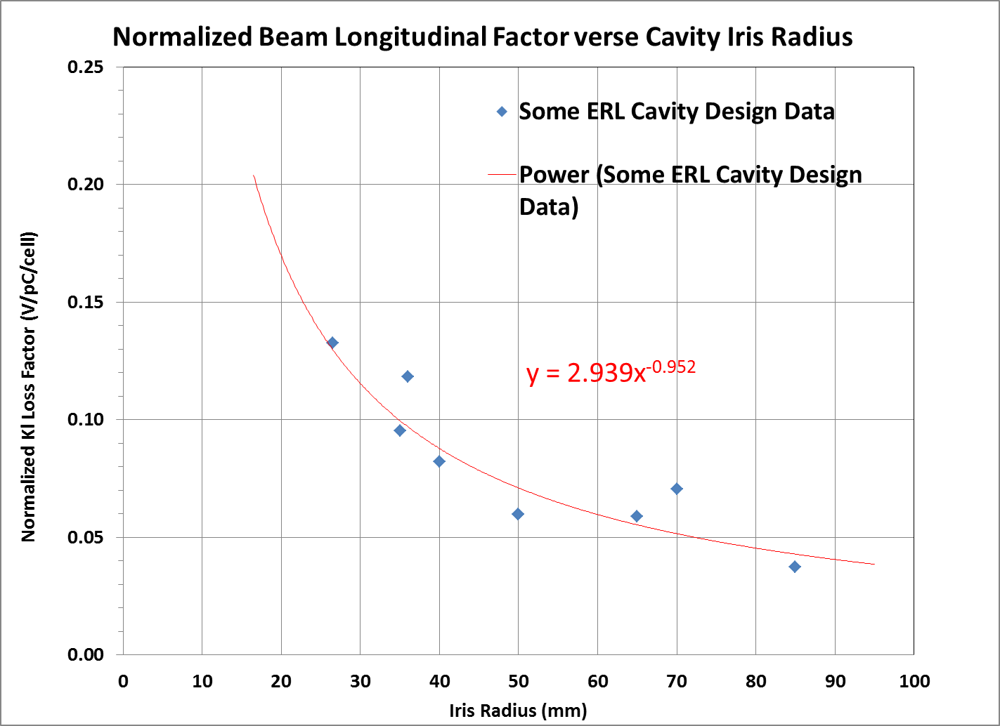 Normalized Beam Longitudinal Factor verse Cavity Iris Radius
0.25
0.20
0.15
0.10
0.05
0.00
Normalized Kl Loss Factor (V/pC/cell)
Some ERL Cavity Design Data
Power (Some ERL Cavity Design
Data)
y = 2.939x^-0.952
0 10 20 30 40 50 60 70 80 90 100
Iris Radius (mm)